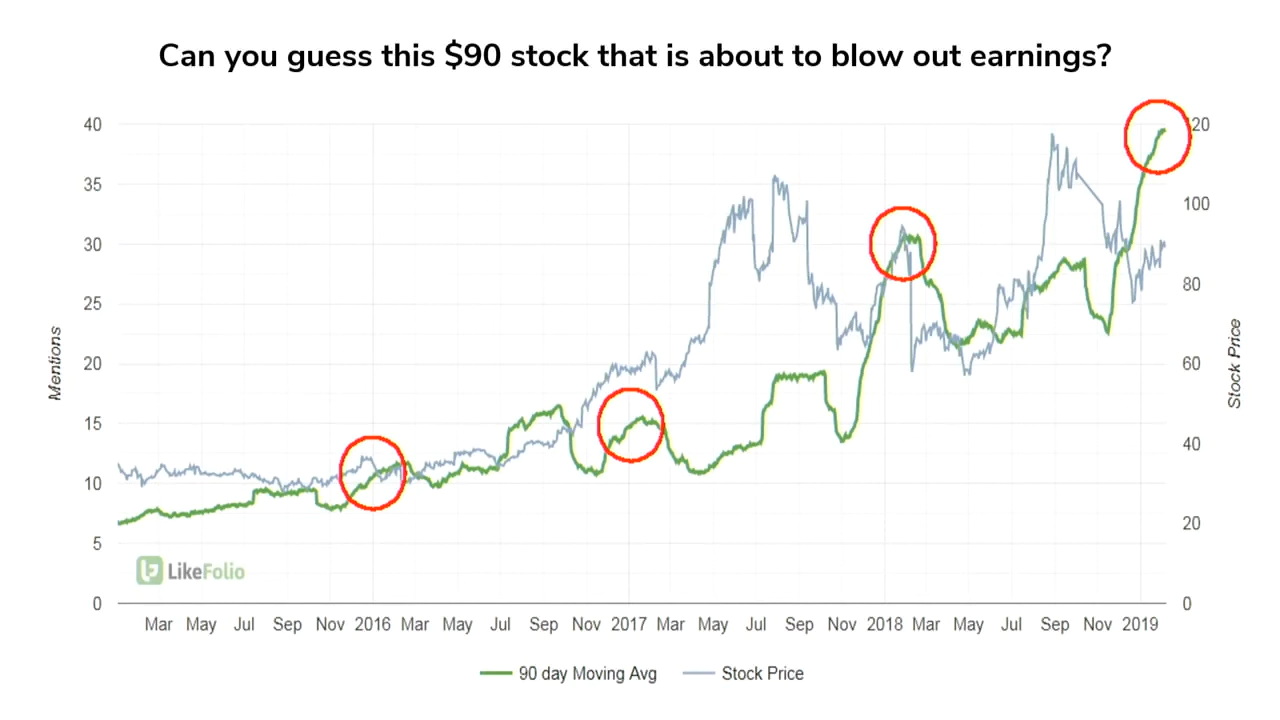 Can you guess this $90 stock that is about to blow out earnings?
40
35
30
25
20
15
10
5
0
Mentions
20
100
80
60
40
20
0
Stock Price
LikeFolio
Mar May Jul Sep Nov 2016 Mar May Jul Sep Nov 2017 Mar May Jul Sep Nov 2018 Mar May Jul Sep Nov 2019
90 day Moving Avg Stock Price